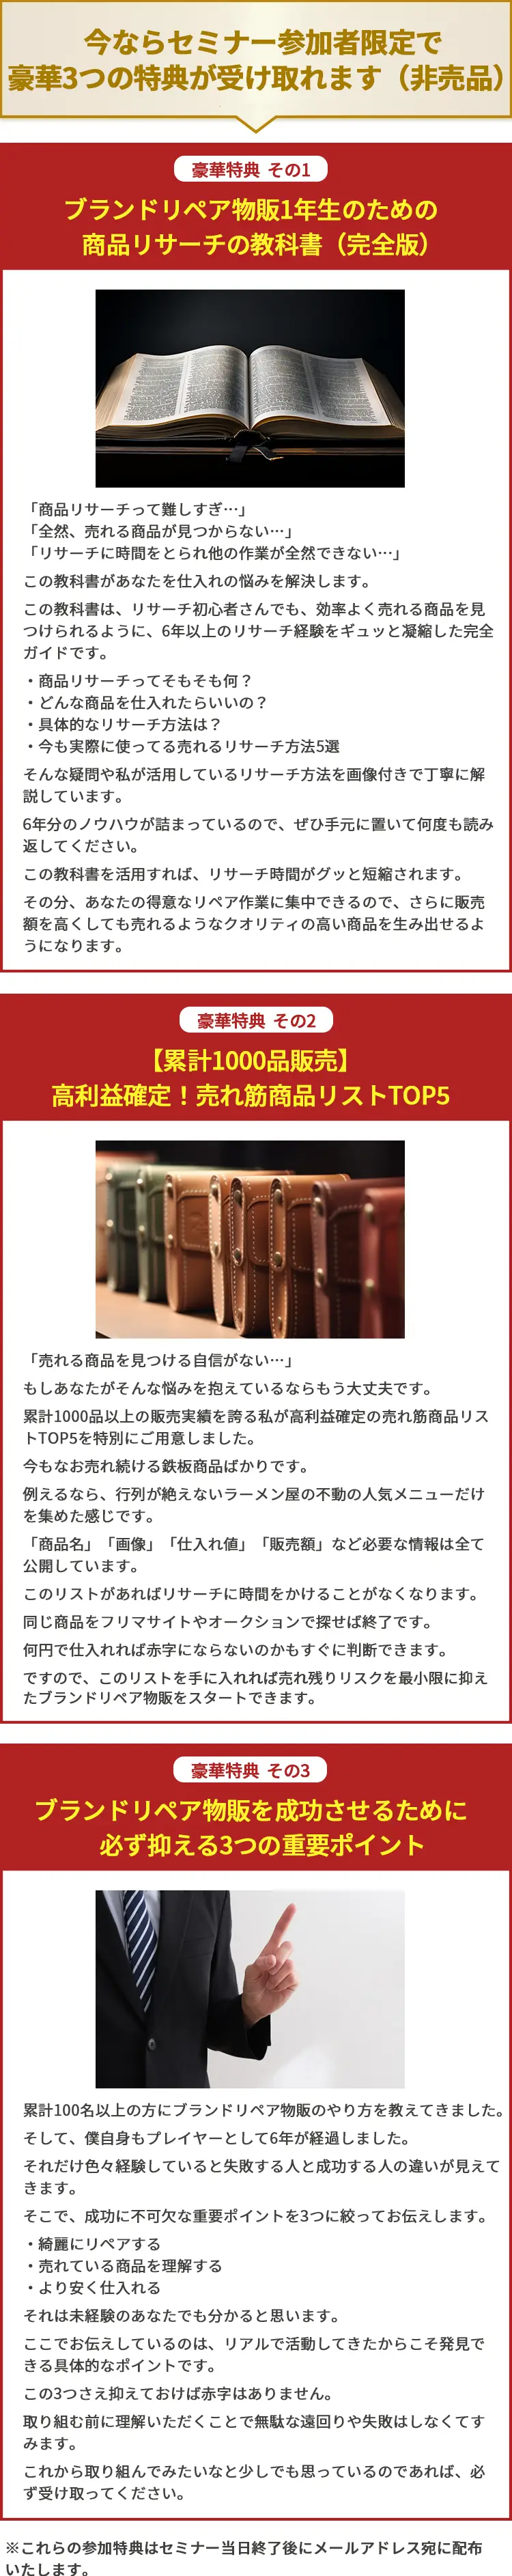 今ならセミナー参加者限定で
豪華3つの特典が受け取れます（非売品）
豪華特典 その1
ブランドリペア物販1年生のための
商品リサーチの教科書（完全版）
「商品リサーチって難しすぎ…」
「全然、売れる商品が見つからない…」
「リサーチに時間をとられ他の作業が全然できない…」
この教科書があなたを仕入れの悩みを解決します。
この教科書は、リサーチ初心者さんでも、効率よく売れる商品を見
つけられるように、6年以上のリサーチ経験をギュッと凝縮した完全
ガイドです。
・商品リサーチってそもそも何？
・どんな商品を仕入れたらいいの？
・具体的なリサーチ方法は？
・今も実際に使ってる売れるリサーチ方法5選
そんな疑問や私が活用しているリサーチ方法を画像付きで丁寧に解
説しています。
6年分のノウハウが詰まっているので、ぜひ手元に置いて何度も読み
返してください。
この教科書を活用すれば、リサーチ時間がグッと短縮されます。
その分、あなたの得意なリペア作業に集中できるので、さらに販売
額を高くしても売れるようなクオリティの高い商品を生み出せるよ
うになります。
豪華特典 その2
【累計1000品販売】
高利益確定！売れ筋商品リストTOP5
「売れる商品を見つける自信がない…」
もしあなたがそんな悩みを抱えているならもう大丈夫です。
累計1000品以上の販売実績を誇る私が高利益確定の売れ筋商品リス
トTOP5を特別にご用意しました。
今もなお売れ続ける鉄板商品ばかりです。
例えるなら、行列が絶えないラーメン屋の不動の人気メニューだけ
を集めた感じです。
「商品名」「画像」「仕入れ値」「販売額」など必要な情報は全て
公開しています。
このリストがあればリサーチに時間をかけることがなくなります。
同じ商品をフリマサイトやオークションで探せば終了です。
何円で仕入れれば赤字にならないのかもすぐに判断できます。
ですので、このリストを手に入れれば売れ残りリスクを最小限に抑え
たブランドリペア物販をスタートできます。
豪華特典 その3
ブランドリペア物販を成功させるために
必ず抑える3つの重要ポイント
累計100名以上の方にブランドリペア物販のやり方を教えてきました。
そして、僕自身もプレイヤーとして6年が経過しました。
それだけ色々経験していると失敗する人と成功する人の違いが見えて
きます。
そこで、成功に不可欠な重要ポイントを3つに絞ってお伝えします。
・綺麗にリペアする
・売れている商品を理解する
・より安く仕入れる
それは未経験のあなたでも分かると思います。
ここでお伝えしているのは、リアルで活動してきたからこそ発見で
きる具体的なポイントです。
この3つさえ抑えておけば赤字はありません。
取り組む前に理解いただくことで無駄な遠回りや失敗はしなくてす
みます。
これから取り組んでみたいなと少しでも思っているのであれば、必
ず受け取ってください。
※これらの参加特典はセミナー当日終了後にメールアドレス宛に配布
いたします。